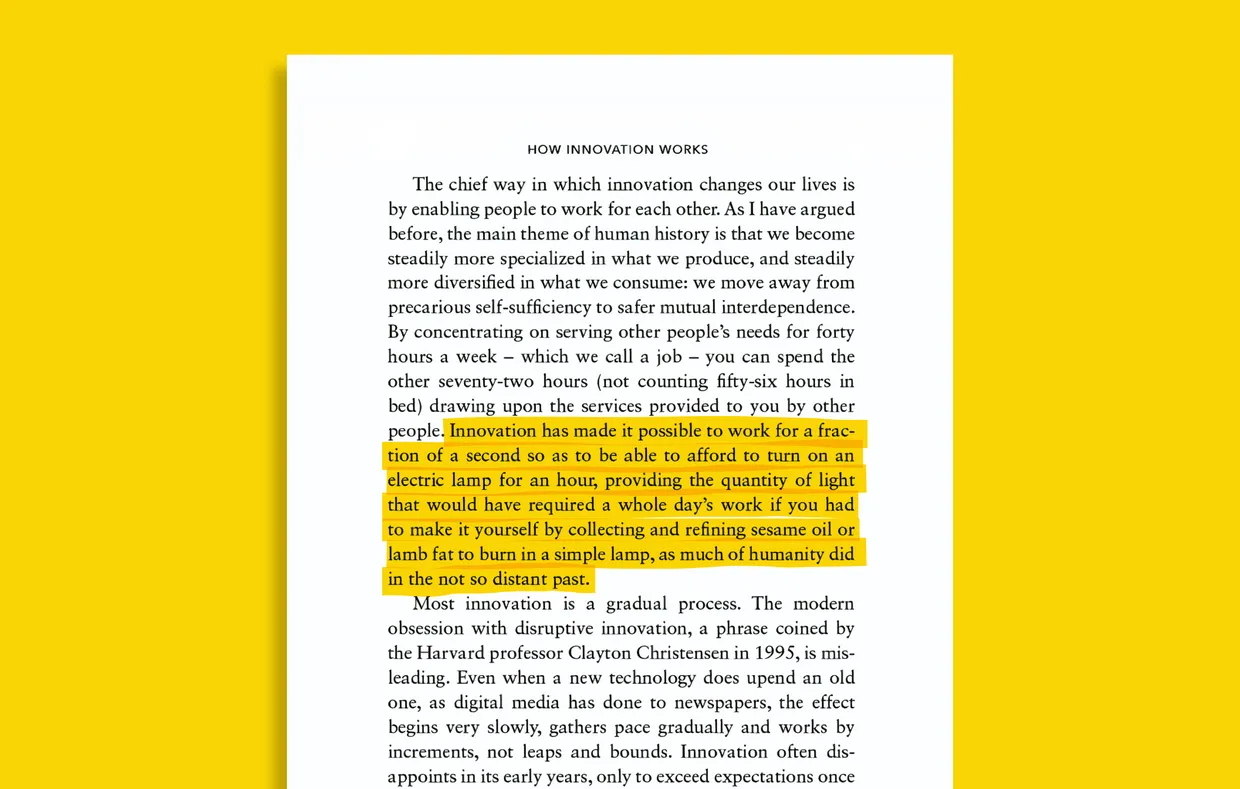 HOW INNOVATION WORKS
The chief way in which innovation changes our lives is
by enabling people to work for each other. As I have argued
before, the main theme of human history is that we become
steadily more specialized in what we produce, and steadily
more diversified in what we consume: we move away from
precarious self-sufficiency to safer mutual interdependence.
By concentrating on serving other people's needs for forty
hours a week – which we call a job – you can spend the
other seventy-two hours (not counting fifty-six hours in
bed) drawing upon the services provided to you by other
people. Innovation has made it possible to work for a frac-
tion of a second so as to be able to afford to turn on an
electric lamp for an hour, providing the quantity of light
that would have required a whole day's work if you had
to make it yourself by collecting and refining sesame oil or
lamb fat to burn in a simple lamp, as much of humanity did
in the not so distant past.
Most innovation is a gradual process. The modern
obsession with disruptive innovation, a phrase coined by
the Harvard professor Clayton Christensen in 1995, is mis-
leading. Even when a new technology does upend an old
one, as digital media has done to newspapers, the effect
begins very slowly, gathers pace gradually and works by
increments, not leaps and bounds. Innovation often dis-
appoints in its early years, only to exceed expectations once